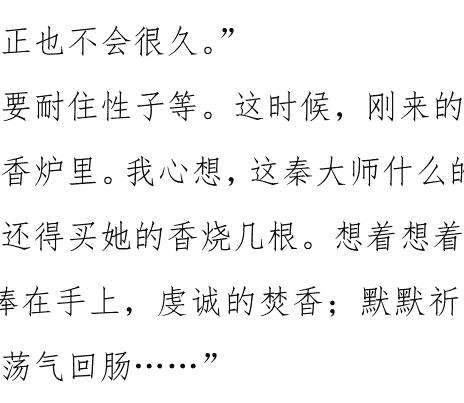 正也不会很久。”
要耐住性子等。这时候，刚来的
香炉里。我心想，这秦大师什么的
还得买她的香烧几根。想着想着
捧在手上，虔诚的焚香；默默祈
荡气回肠……”